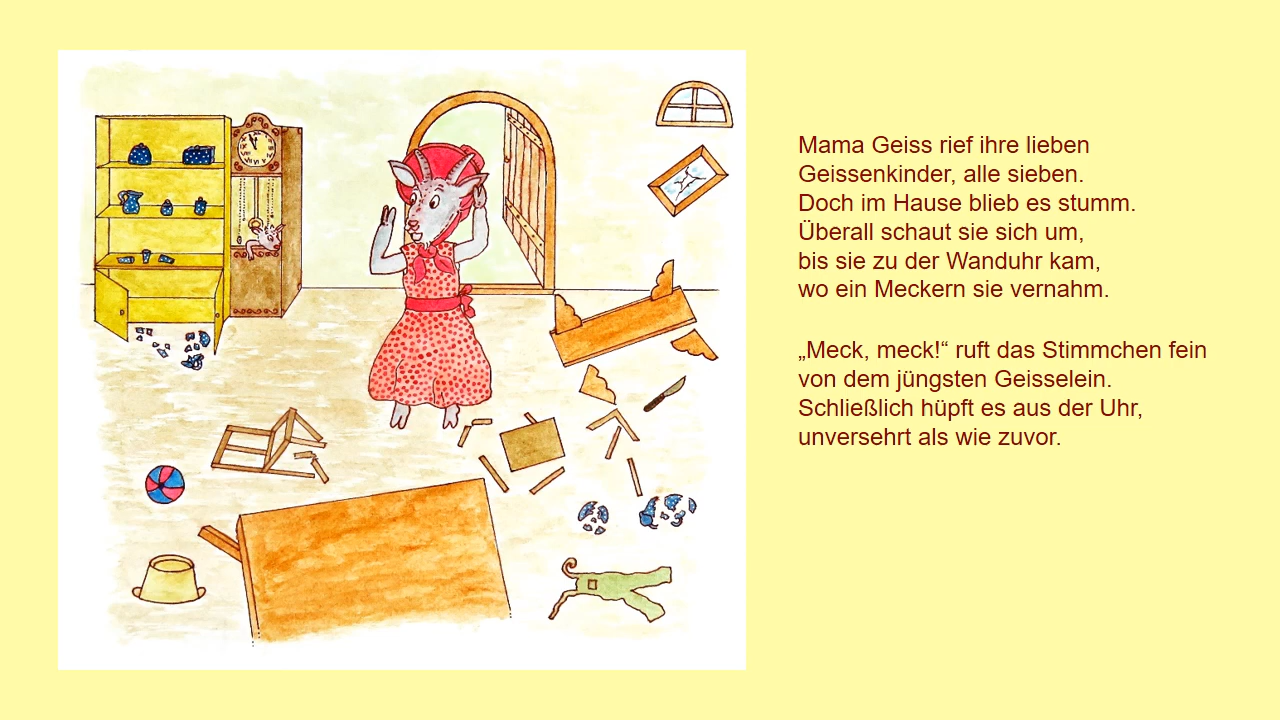 Mama Geiss rief ihre lieben
Geissenkinder, alle sieben.
Doch im Hause blieb es stumm.
Überall schaut sie sich um,
bis sie zu der Wanduhr kam,
wo ein Meckern sie vernahm.

„Meck, meck!“ ruft das Stimmchen fein
von dem jüngsten Geisselein.
Schließlich hüpft es aus der Uhr,
unversehrt als wie zuvor.